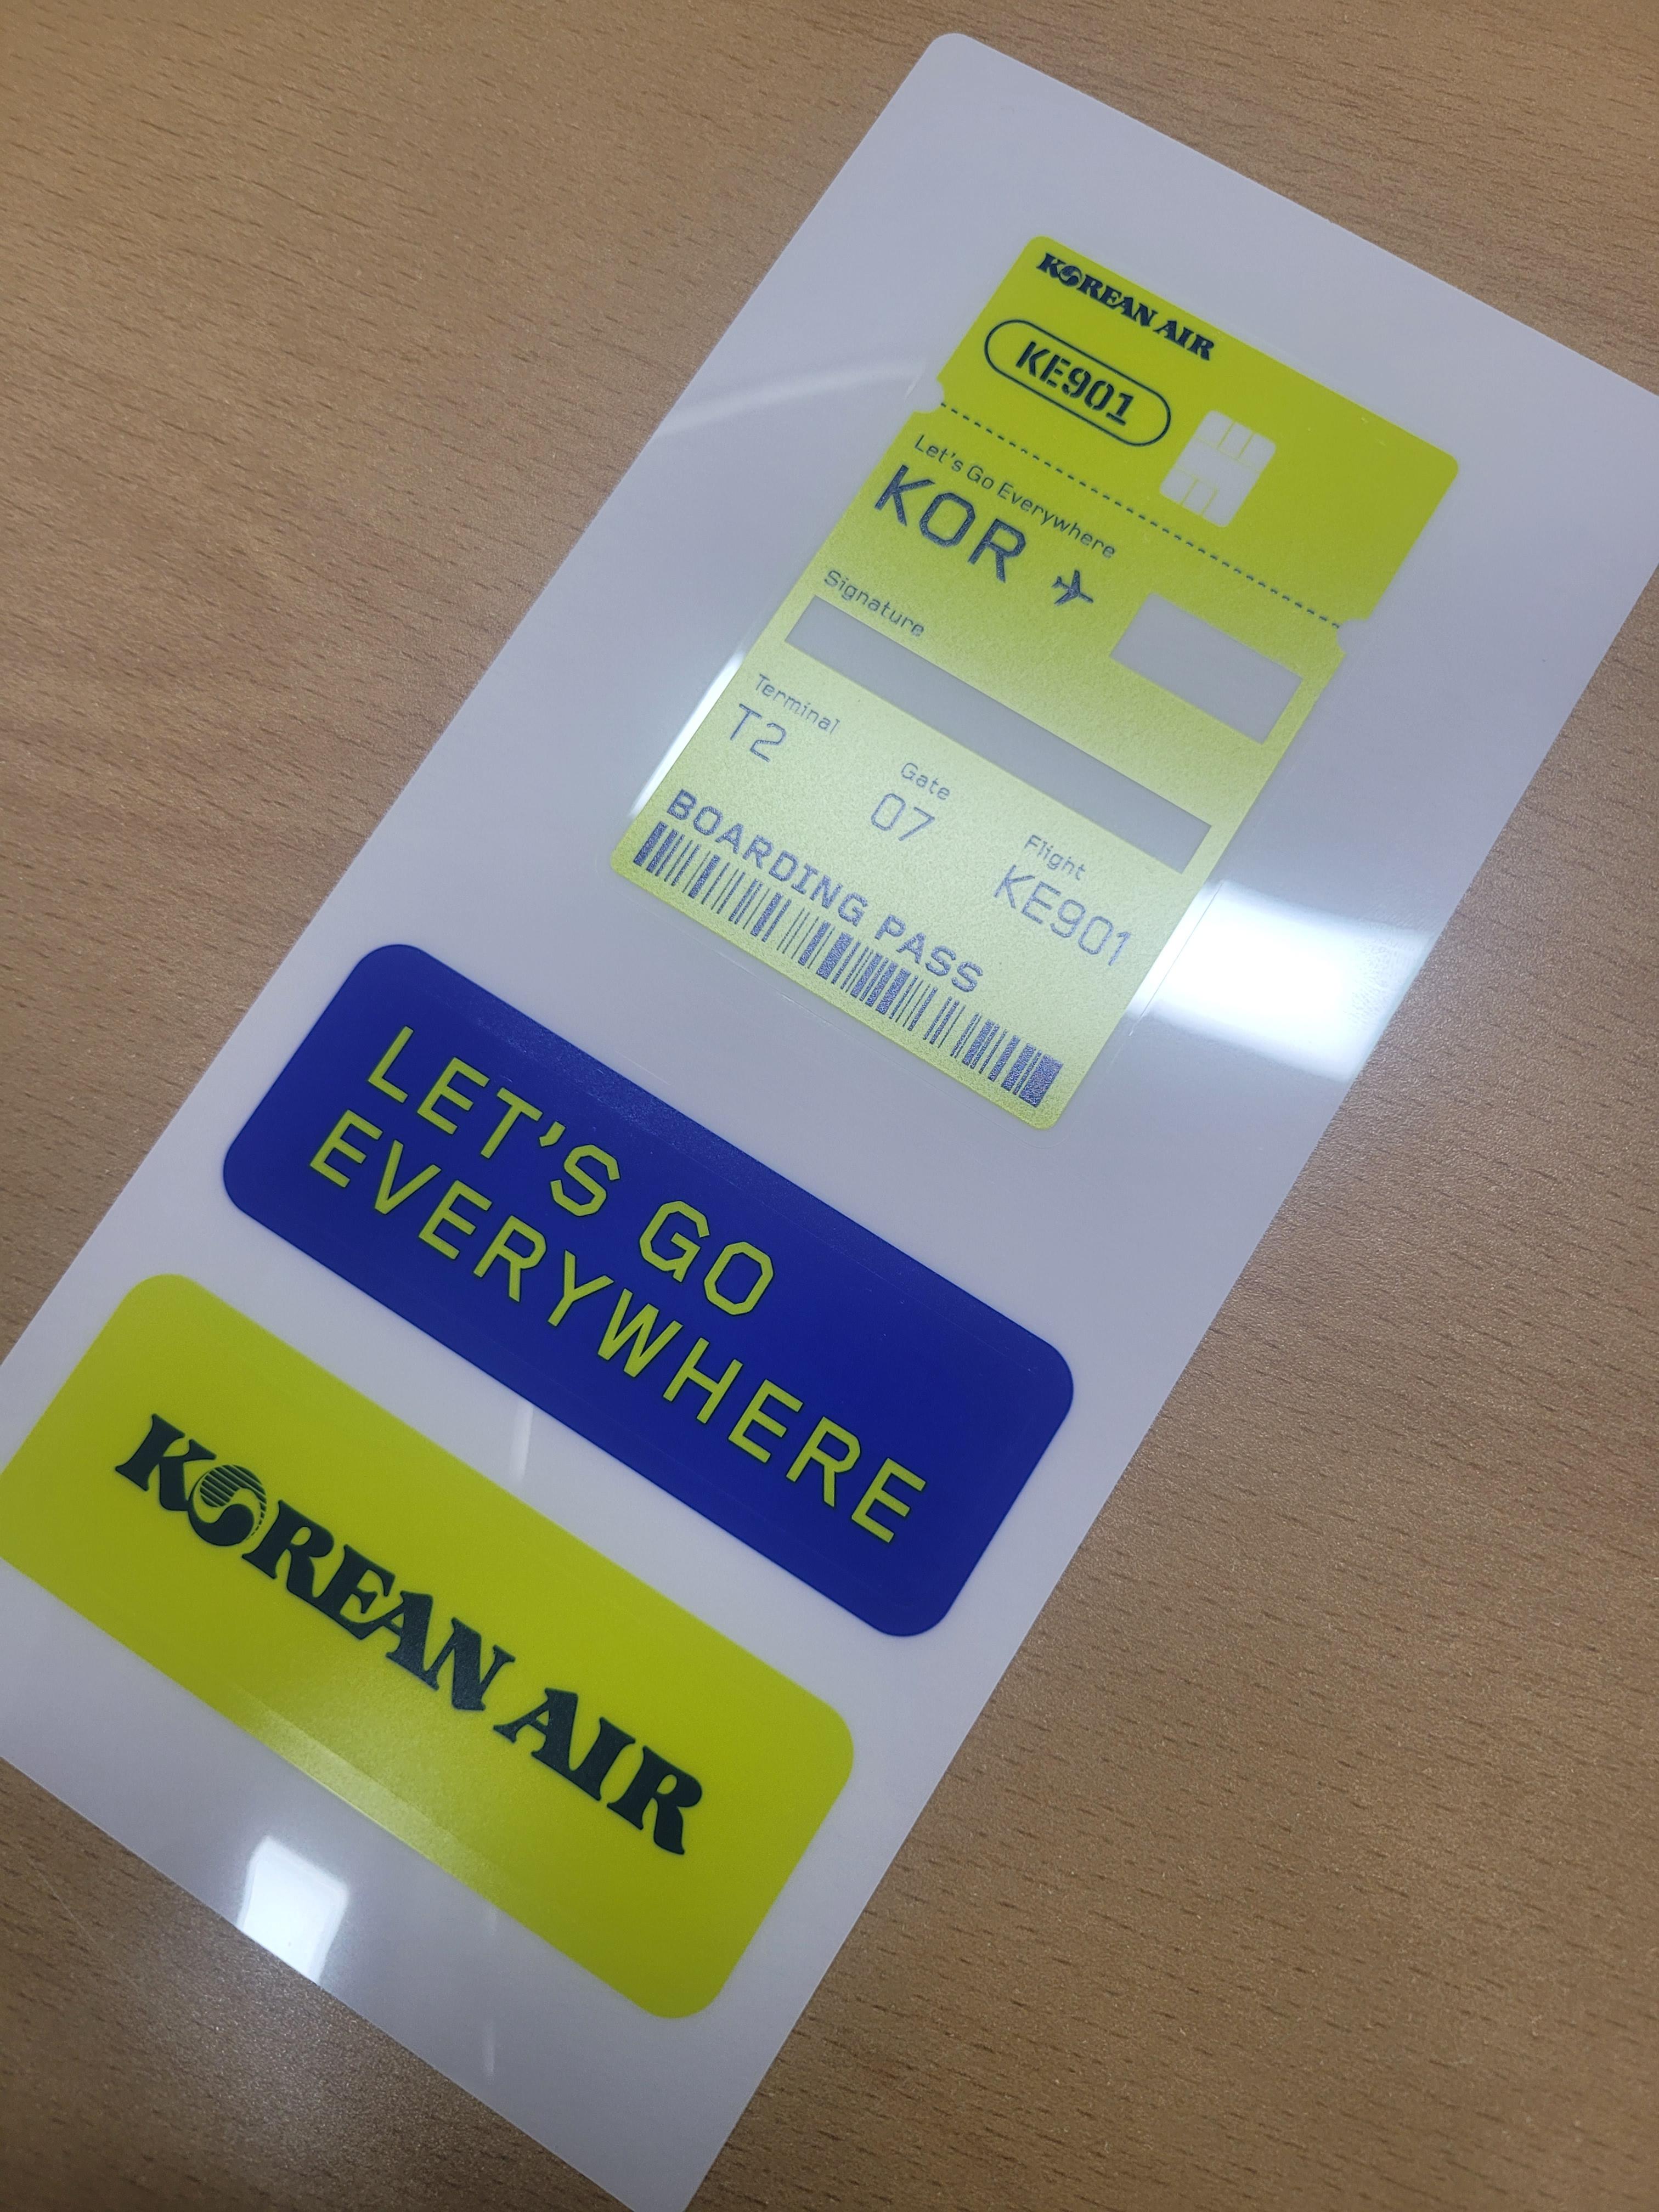 KOREAN AIR
KE901
Let's Go Everywhere
KOR
Signature
Terminal
T2
Gate
07
Flight
KE901
BOARDING PASS
LET'S GO
EVERYWHERE
KOREAN AIR